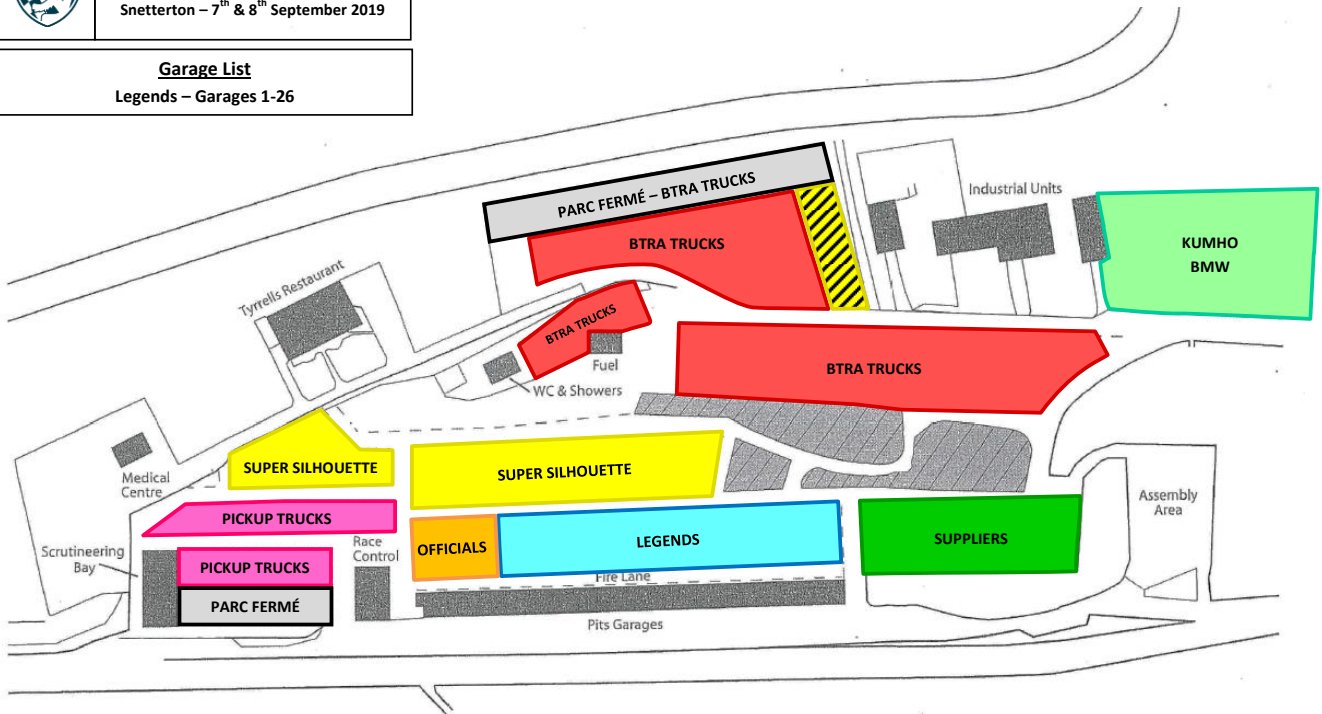 Snetterton – 7th & 8th September 2019
Garage List
Legends – Garages 1-26
PARC FERMÉ – BTRA TRUCKS
Industrial Units
BTRA TRUCKS
KUMHO
BMW
Tyrrells Restaurant
BTRA TRUCKS
Fuel
BTRA TRUCKS
WC & Showers
SUPER SILHOUETTE
SUPER SILHOUETTE
Medical
Centre
Assembly
Area
PICKUP TRUCKS
Race
Control
OFFICIALS
LEGENDS
SUPPLIERS
Scrutineering
Bay
PICKUP TRUCKS
Fire Lane
PARC FERMÉ
Pits Garages